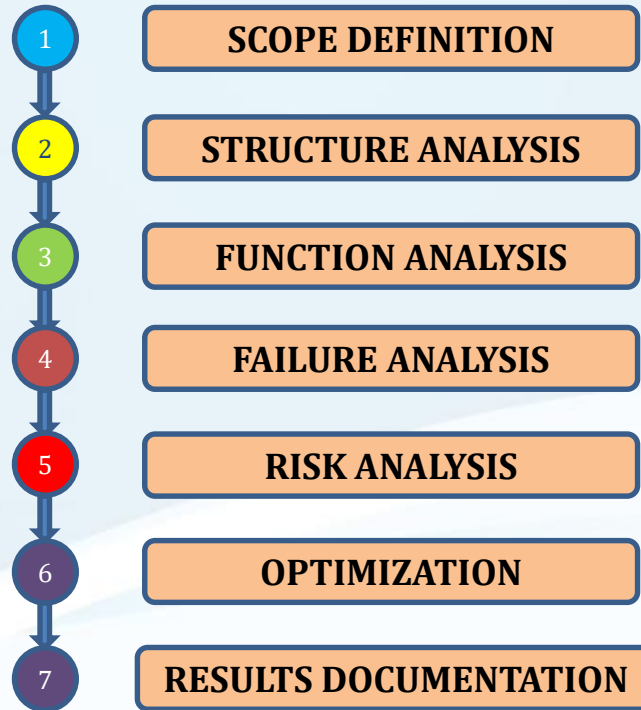 1 SCOPE DEFINITION
2 STRUCTURE ANALYSIS
3 FUNCTION ANALYSIS
4 FAILURE ANALYSIS
5 RISK ANALYSIS
6 OPTIMIZATION
7 RESULTS DOCUMENTATION